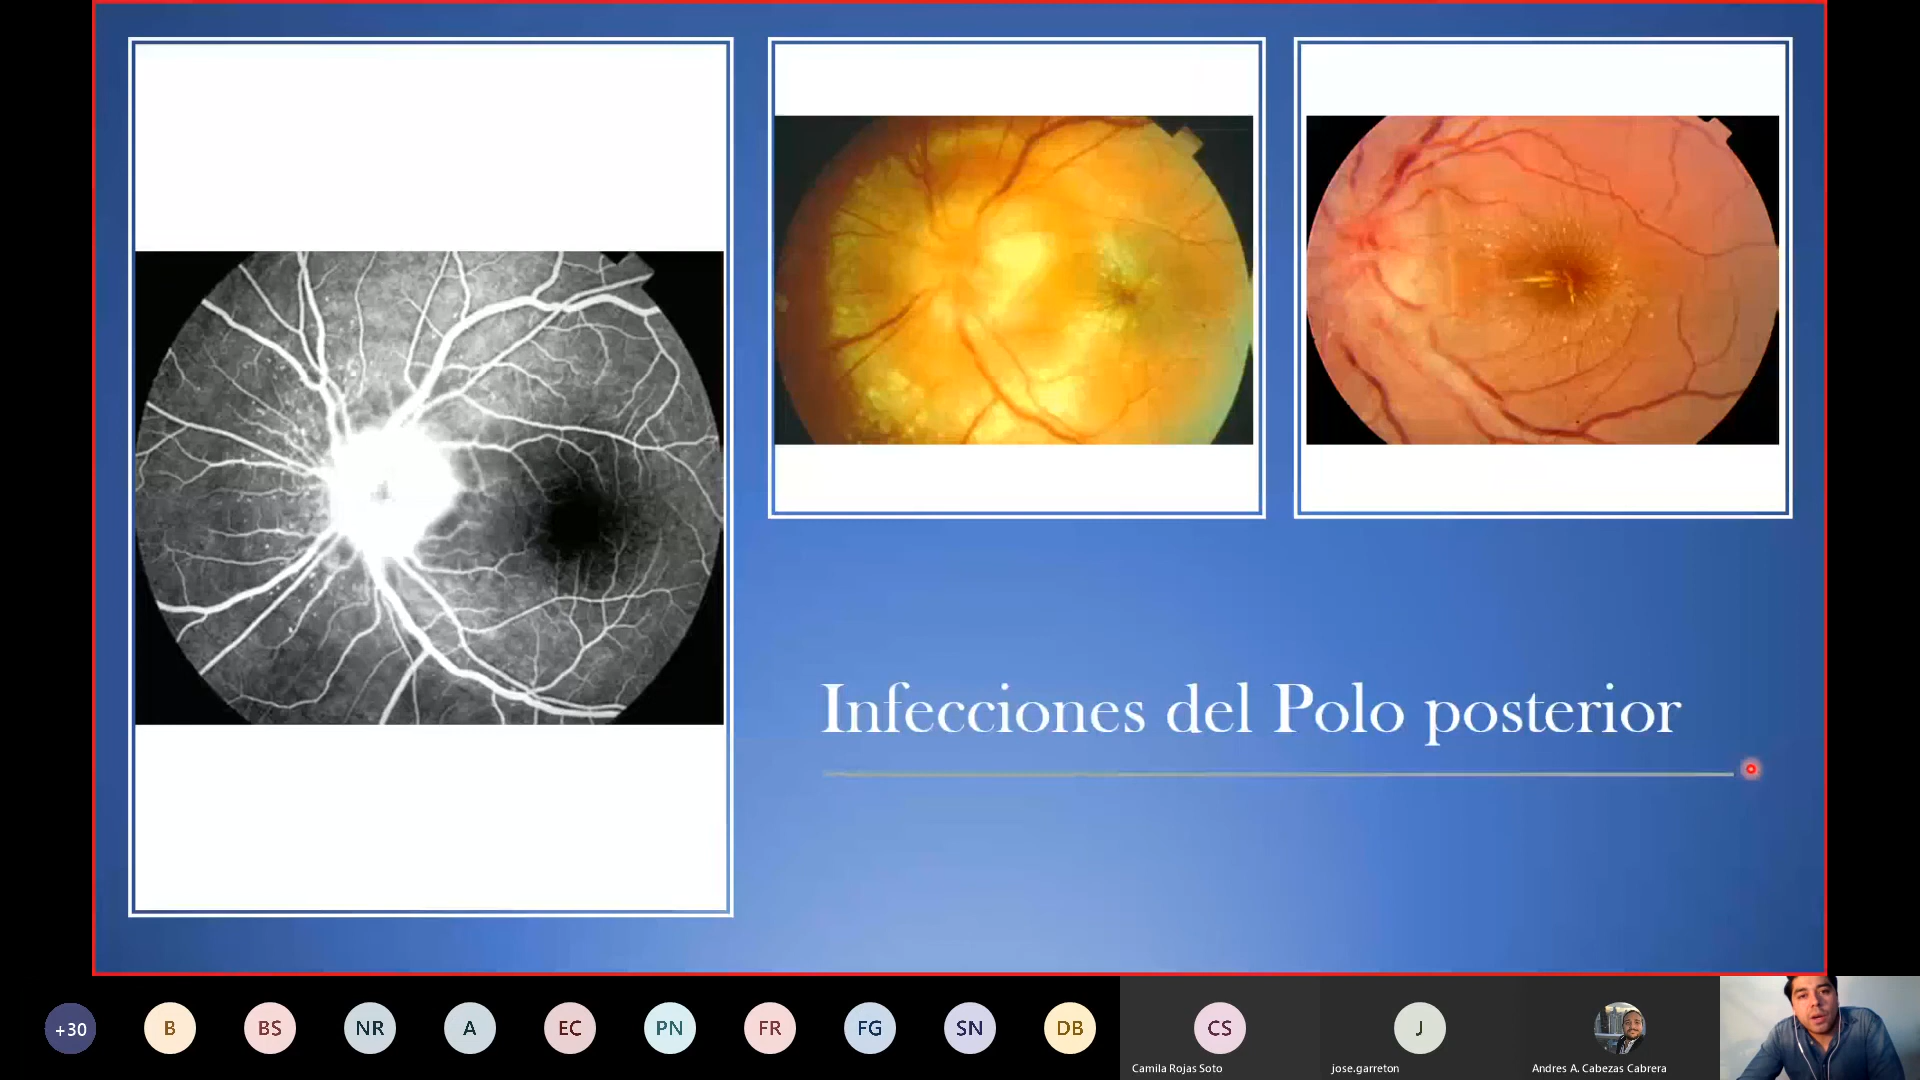 Infecciones del Polo posterior
+30
B
BS
NR
A
EC
PN
FR
FG
SN
DB
CS
J
Camila Rojas Soto
jose.garreton
Andres A. Cabezas Cabrera